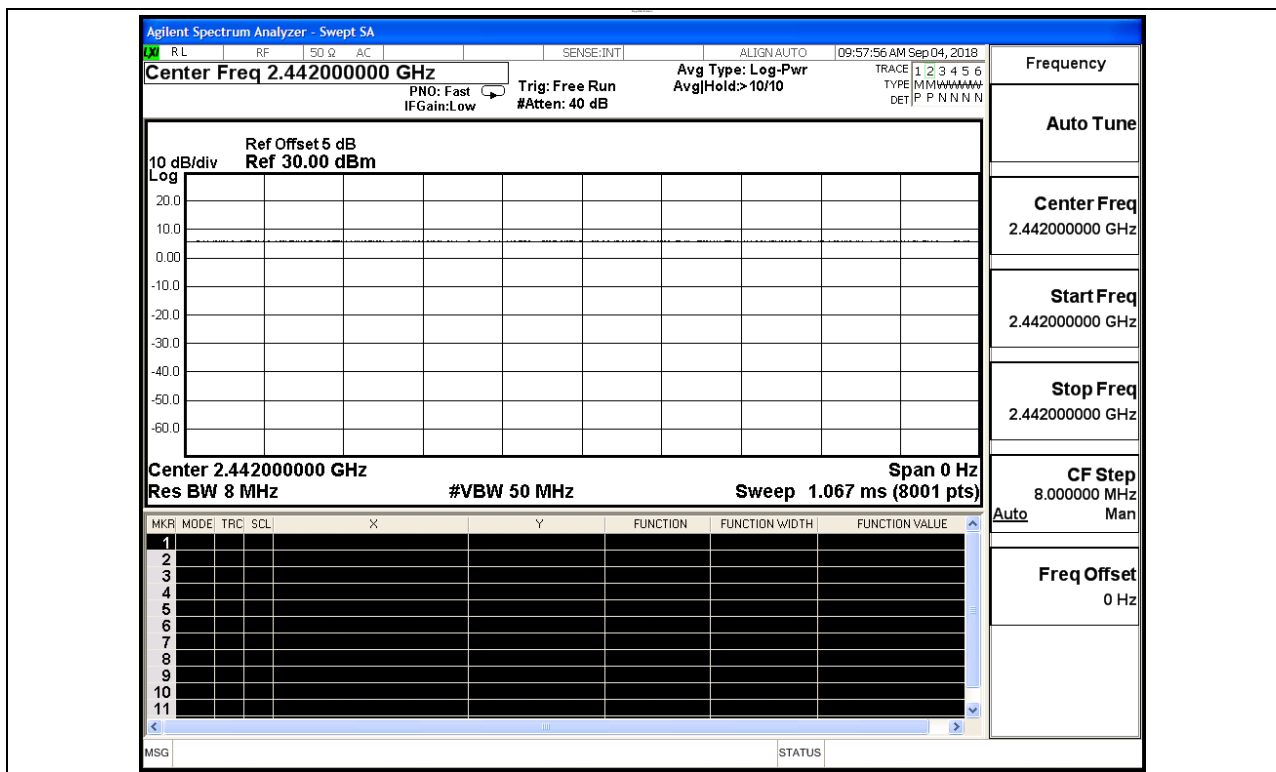 Agilent Spectrum Analyzer - Swept SA
LXI RL RF 50 Ω AC SENSE:INT ALIGN AUTO 09:57:56 AM Sep 04, 2018
Center Freq 2.442000000 GHz
PNO: Fast
IFGain:Low
Trig: Free Run
#Atten: 40 dB
Avg Type: Log-Pwr
Avg|Hold:>10/10
TRACE 1 2 3 4 5 6
TYPE MMWWWW
DET P P N N N N
Ref Offset 5 dB
10 dB/div Ref 30.00 dBm
Log
20.0
10.0
0.00
-10.0
-20.0
-30.0
-40.0
-50.0
-60.0
Center 2.442000000 GHz Span 0 Hz
Res BW 8 MHz #VBW 50 MHz Sweep 1.067 ms (8001 pts)
MKR MODE TRC SCL X Y FUNCTION FUNCTION WIDTH FUNCTION VALUE
1
2
3
4
5
6
7
8
9
10
11
MSG STATUS
Frequency
Auto Tune
Center Freq
2.442000000 GHz
Start Freq
2.442000000 GHz
Stop Freq
2.442000000 GHz
CF Step
8.000000 MHz
Auto Man
Freq Offset
0 Hz